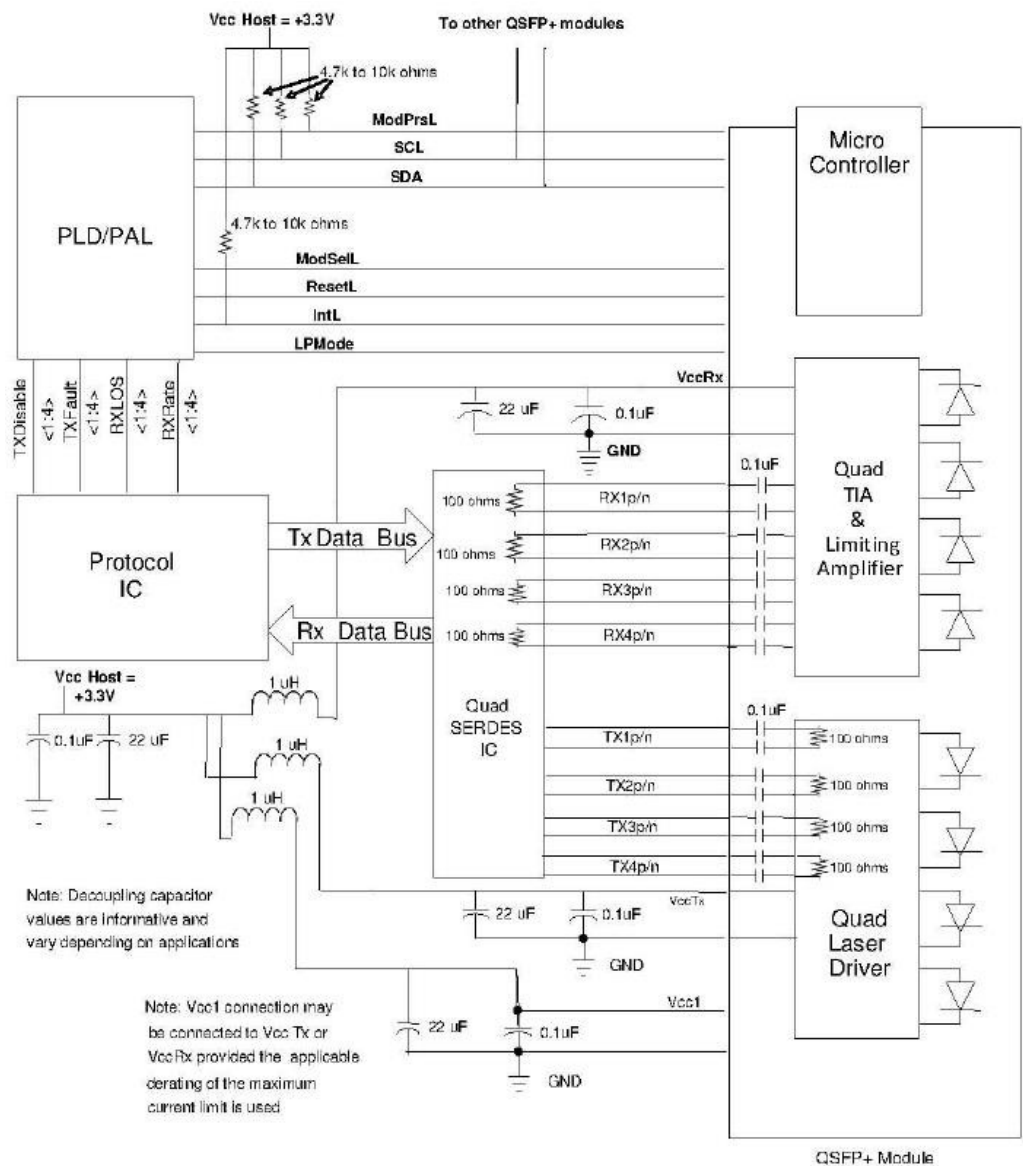 Vcc Host = +3.3V
To other QSFP+ modules
4.7k to 10k ohms
ModPrsL
SCL
SDA
Micro
Controller
PLD/PAL
4.7k to 10k ohms
ModSelL
ResetL
IntL
LPMode
TXDisable
<1:4>
TXFault
<1:4>
RXLOS
<1:4>
RXRate
<1:4>
VccRx
22 uF
0.1uF
GND
0.1uF
Quad
TIA
&
Limiting
Amplifier
100 ohms
RX1p/n
100 ohms
RX2p/n
100 ohms
RX3p/n
100 ohms
RX4p/n
Tx Data Bus
Protocol
IC
Rx Data Bus
Vcc Host =
+3.3V
1 uH
0.1uF
22 uF
1 uH
1 uH
Quad
SERDES
IC
0.1uF
TX1p/n
100 ohms
TX2p/n
100 ohms
TX3p/n
100 ohms
TX4p/n
100 ohms
Note: Decoupling capacitor
values are informative and
vary depending on applications
VccTx
22 uF
0.1uF
GND
Quad
Laser
Driver
Note: Vcc1 connection may
be connected to Vcc Tx or
VccRx provided the applicable
derating of the maximum
current limit is used
Vcc1
22 uF
0.1uF
GND
QSFP+ Module